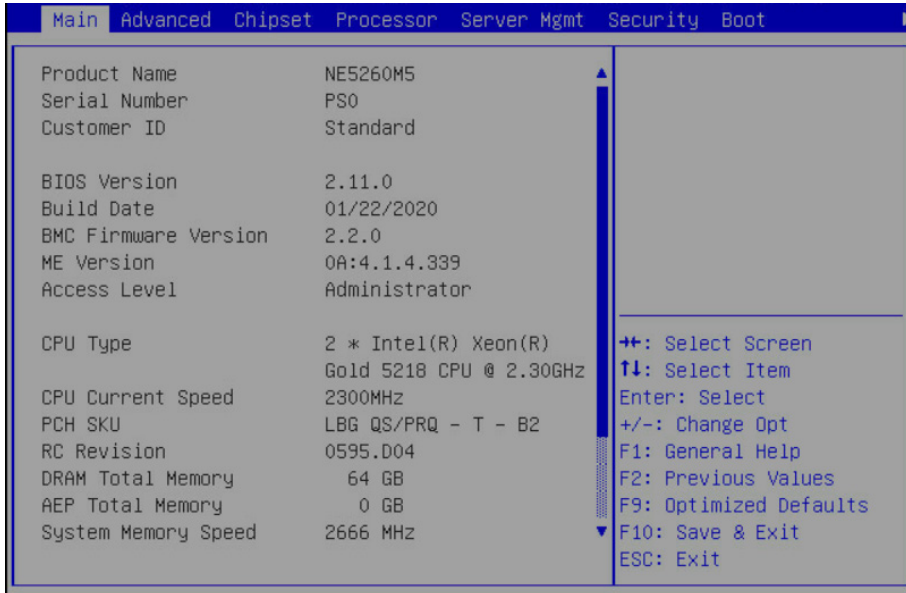 Main Advanced Chipset Processor Server Mgmt Security Boot
Product Name NE5260M5
Serial Number PS0
Customer ID Standard
BIOS Version 2.11.0
Build Date 01/22/2020
BMC Firmware Version 2.2.0
ME Version 0A:4.1.4.339
Access Level Administrator
CPU Type 2 * Intel(R) Xeon(R)
Gold 5218 CPU @ 2.30GHz
CPU Current Speed 2300MHz
PCH SKU LBG QS/PRQ - T - B2
RC Revision 0595.D04
DRAM Total Memory 64 GB
AEP Total Memory 0 GB
System Memory Speed 2666 MHz
→←: Select Screen
↑↓: Select Item
Enter: Select
+/-: Change Opt
F1: General Help
F2: Previous Values
F9: Optimized Defaults
F10: Save & Exit
ESC: Exit